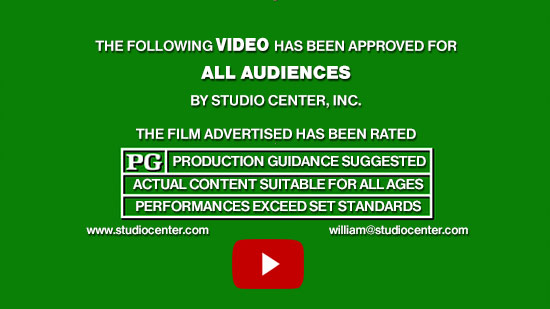 THE FOLLOWING VIDEO HAS BEEN APPROVED FOR
ALL AUDIENCES
BY STUDIO CENTER, INC.
THE FILM ADVERTISED HAS BEEN RATED
PG PRODUCTION GUIDANCE SUGGESTED
ACTUAL CONTENT SUITABLE FOR ALL AGES
PERFORMANCES EXCEED SET STANDARDS
www.studiocenter.com william@studiocenter.com